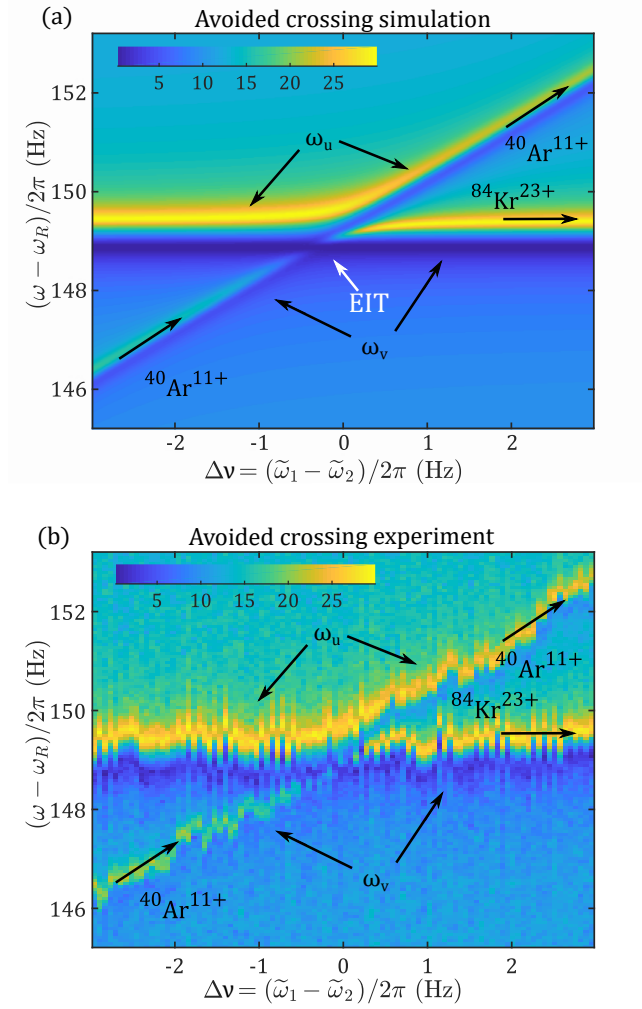 (a) Avoided crossing simulation
5 10 15 20 25
152
150
148
146
(ω − ω_R)/2π (Hz)
ω_u
⁴⁰Ar¹¹⁺
⁸⁴Kr²³⁺
EIT
ω_v
⁴⁰Ar¹¹⁺
-2 -1 0 1 2
Δν = (ω̃₁ − ω̃₂)/2π (Hz)
(b) Avoided crossing experiment
5 10 15 20 25
152
150
148
146
(ω − ω_R)/2π (Hz)
ω_u
⁴⁰Ar¹¹⁺
⁸⁴Kr²³⁺
ω_v
⁴⁰Ar¹¹⁺
-2 -1 0 1 2
Δν = (ω̃₁ − ω̃₂)/2π (Hz)